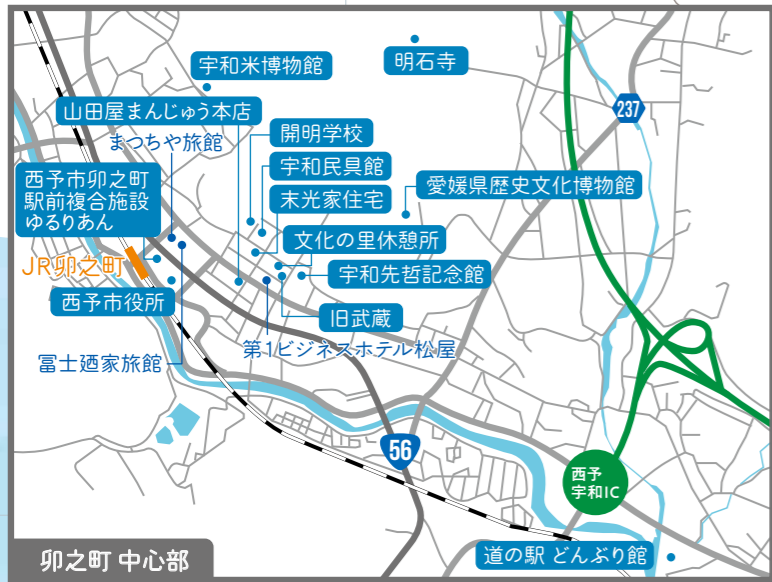 宇和米博物館
明石寺
山田屋まんじゅう本店
まつちや旅館
開明学校
237
宇和民具館
西予市卯之町
駅前複合施設
ゆるりあん
末光家住宅
愛媛県歴史文化博物館
文化の里休憩所
JR卯之町
宇和先哲記念館
西予市役所
旧武蔵
冨士廼家旅館
第1ビジネスホテル松屋
56
西予
宇和IC
道の駅 どんぶり館
卯之町 中心部